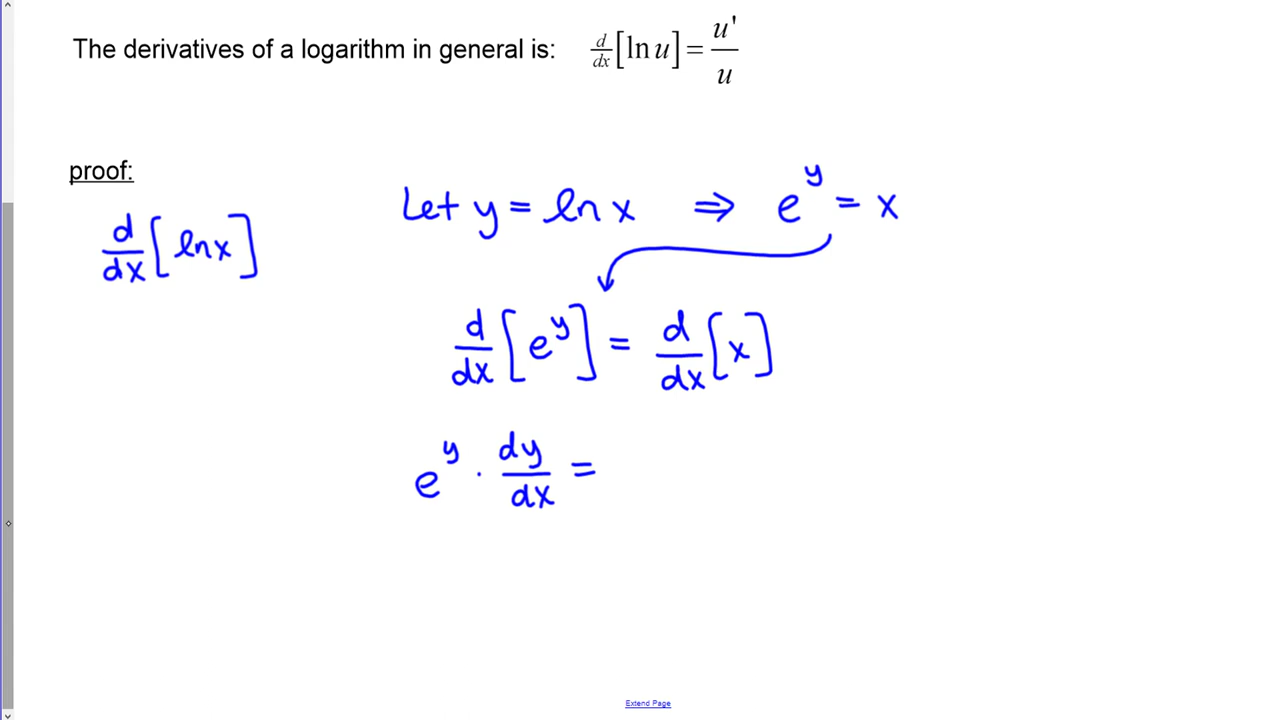 The derivatives of a logarithm in general is: d/dx [ln u] = u'/u
proof:
d/dx [ln x]
Let y = ln x ⇒ e^y = x
d/dx [e^y] = d/dx [x]
e^y · dy/dx =
Extend Page